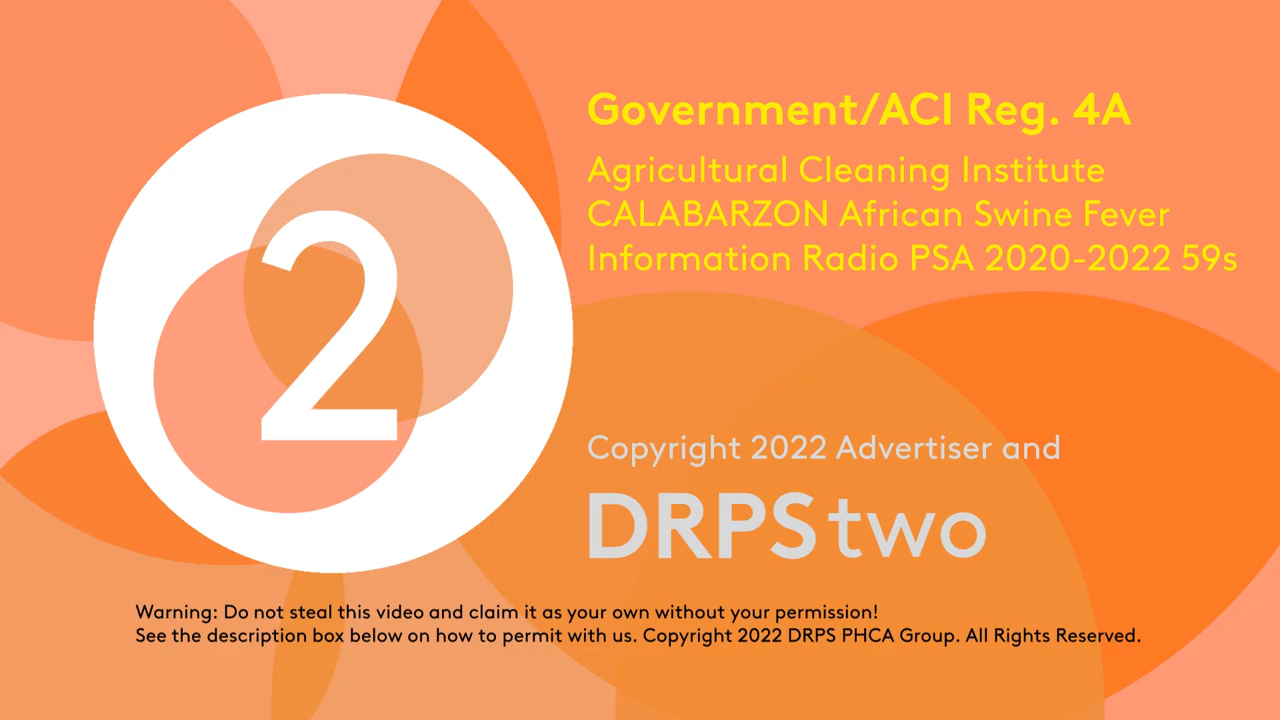 2
Government/ACI Reg. 4A
Agricultural Cleaning Institute
CALABARZON African Swine Fever
Information Radio PSA 2020-2022 59s
Copyright 2022 Advertiser and
DRPS two
Warning: Do not steal this video and claim it as your own without your permission!
See the description box below on how to permit with us. Copyright 2022 DRPS PHCA Group. All Rights Reserved.